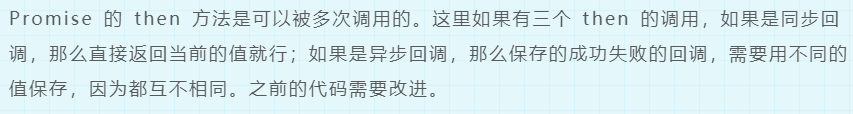 Promise 的 then 方法是可以被多次调用的。这里如果有三个 then 的调用，如果是同步回
调，那么直接返回当前的值就行；如果是异步回调，那么保存的成功失败的回调，需要用不同的
值保存，因为都互不相同。之前的代码需要改进。